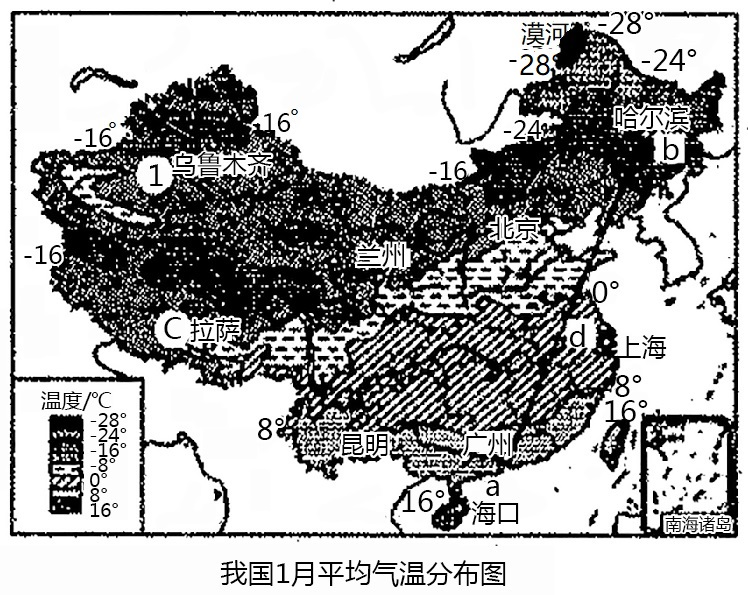 漠河
-28°
-28°
-24°
哈尔滨
-16°
-16°
-24
b
1
乌鲁木齐
-16
北京
-16
兰州
0°
C 拉萨
d
上海
8°
温度/℃
-28°
-24°
-16°
-8°
0°
8°
16°
16°
8°
昆明
广州
a
16°
海口
南海诸岛
我国1月平均气温分布图